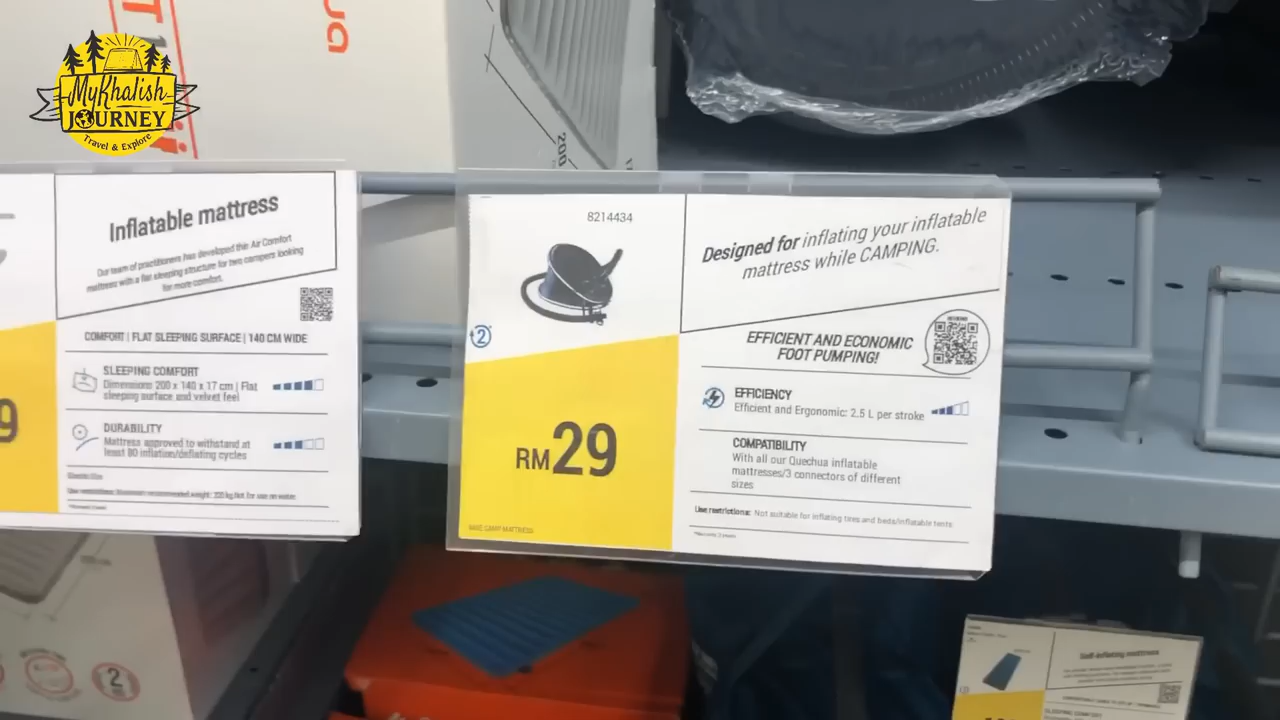 MyKhalish
JOURNEY
Travel & Explore
200
Inflatable mattress
Our team of practitioners has developed this Air Comfort
mattress with a flat sleeping structure for two campers looking
for more comfort.
COMFORT | FLAT SLEEPING SURFACE | 140 CM WIDE
SLEEPING COMFORT
Dimensions 200 x 140 x 17 cm | Flat
sleeping surface and velvet feel
DURABILITY
Mattress approved to withstand at
least 80 inflation/deflating cycles
9
8214434
2
RM29
Designed for inflating your inflatable
mattress while CAMPING.
EFFICIENT AND ECONOMIC
FOOT PUMPING!
EFFICIENCY
Efficient and Ergonomic: 2.5 L per stroke
COMPATIBILITY
With all our Quechua inflatable
mattresses/3 connectors of different
sizes
Use restrictions: Not suitable for inflating tires and beds/inflatable tents
2
Self-inflating mattress